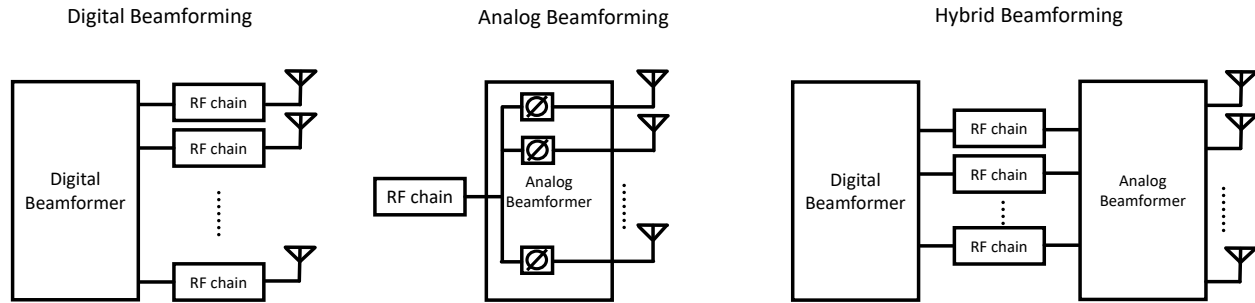 Digital Beamforming
Analog Beamforming
Hybrid Beamforming
RF chain
RF chain
Digital
Beamformer
RF chain
RF chain
Analog
Beamformer
Digital
Beamformer
RF chain
RF chain
RF chain
Analog
Beamformer